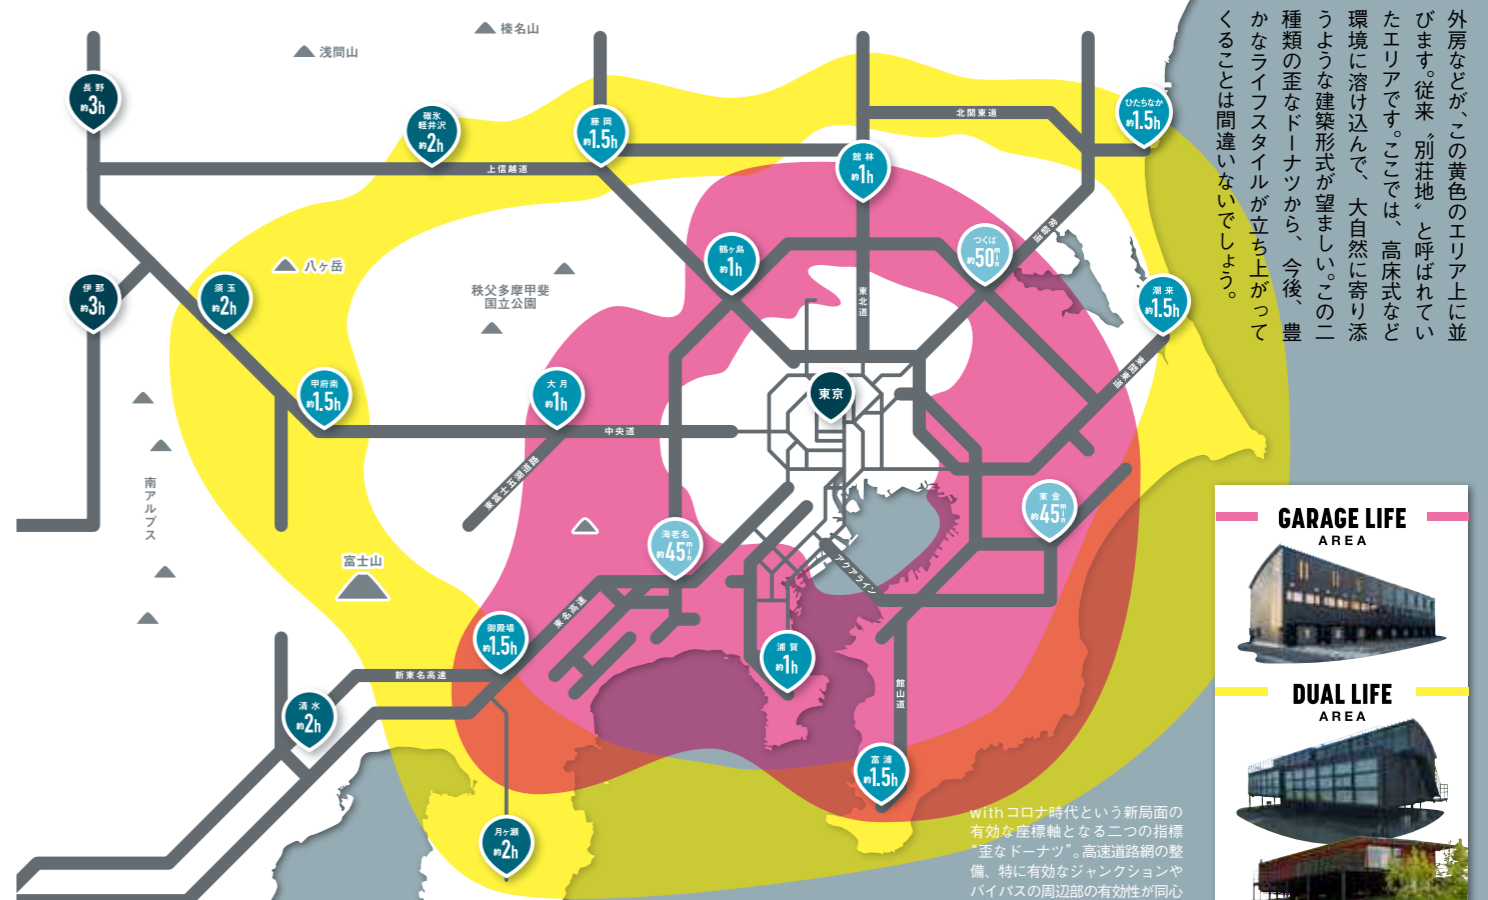 外房などが、この黄色のエリア上に並
びます。従来〝別荘地〟と呼ばれてい
たエリアです。ここでは、高床式など
環境に溶け込んで、大自然に寄り添
うような建築形式が望ましい。この二
種類の歪なドーナツから、今後、豊
かなライフスタイルが立ち上がって
くることは間違いないでしょう。
榛名山
浅間山
長野
約3h
碓氷
軽井沢
約2h
藤岡
約1.5h
北関東道
ひたちなか
約1.5h
上信越道
館林
約1h
常磐道
つくば
約50min
鶴ヶ島
約1h
八ヶ岳
伊那
約3h
須玉
約2h
秩父多摩甲斐
国立公園
東北道
潮来
約1.5h
東関東道
甲府南
約1.5h
大月
約1h
東京
中央道
東富士五湖道路
南アルプス
東金
約45min
海老名
約45min
富士山
アクアライン
東名高速
御殿場
約1.5h
浦賀
約1h
新東名高速
館山道
清水
約2h
富浦
約1.5h
月ヶ瀬
約2h
GARAGE LIFE
AREA
DUAL LIFE
AREA
withコロナ時代という新局面の
有効な座標軸となる二つの指標
“歪なドーナツ”。高速道路網の整
備、特に有効なジャンクションや
バイパスの周辺部の有効性が同心